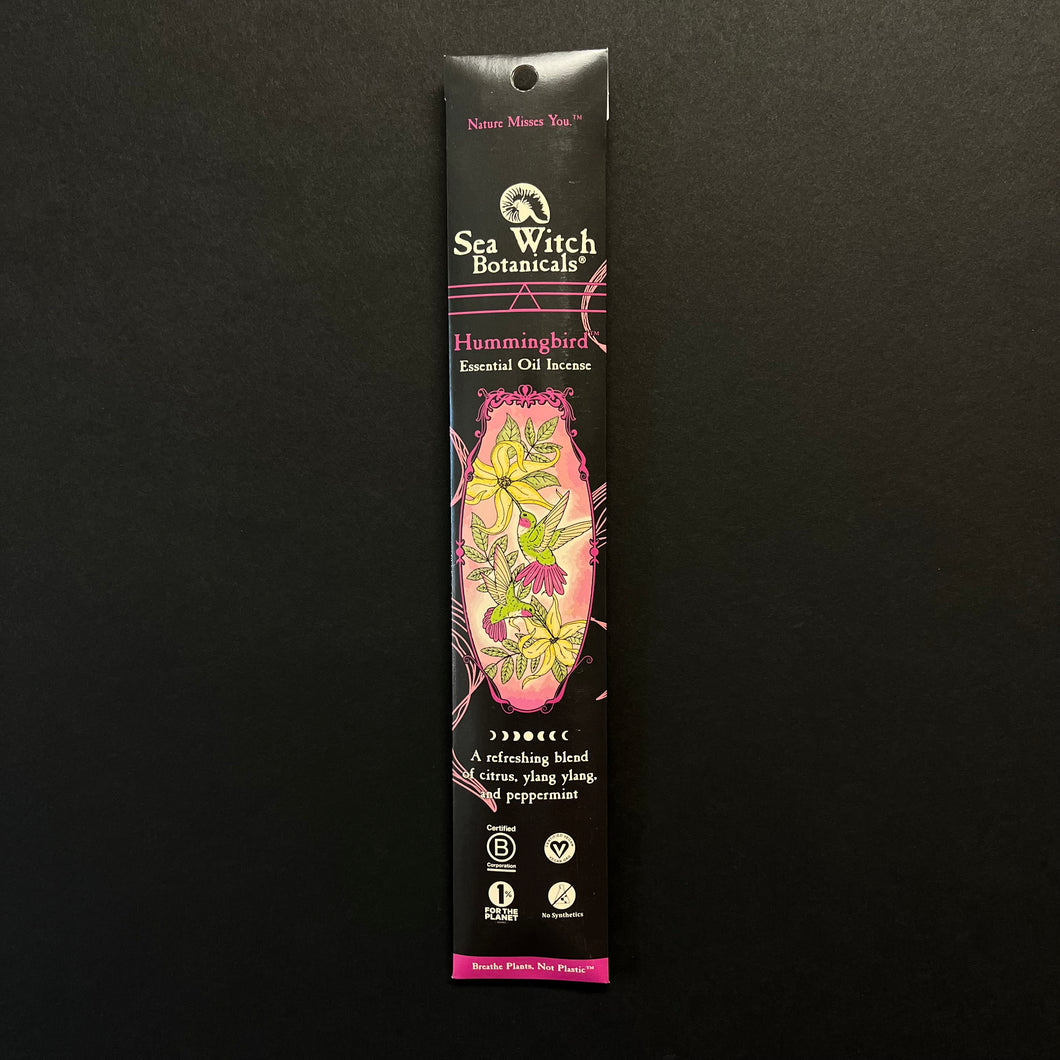 Nature Misses You.™
Sea Witch
Botanicals®
Hummingbird™
Essential Oil Incense
A refreshing blend
of citrus, ylang ylang,
and peppermint
Certified
B
Corporation
V
1%
FOR THE
PLANET
No Synthetics
Breathe Plants, Not Plastic™